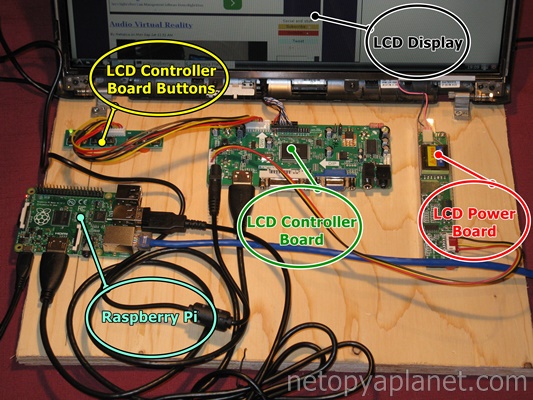 Audio Virtual Reality
LCD Display
LCD Controller
Board Buttons
LCD Controller
Board
LCD Power
Board
Raspberry Pi
netopyaplanet.com